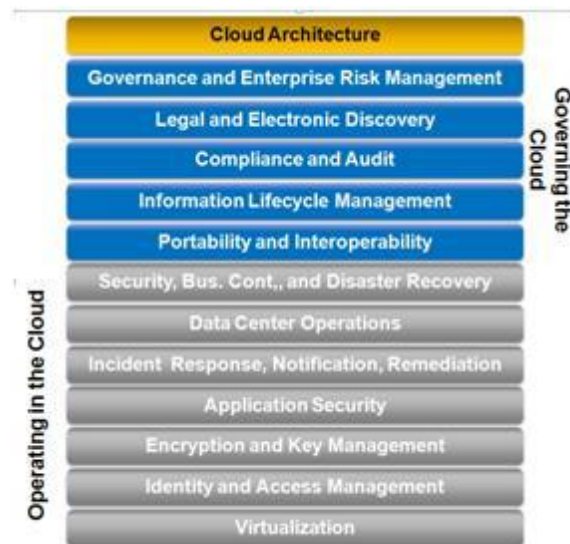 Cloud Architecture
Governance and Enterprise Risk Management
Legal and Electronic Discovery
Compliance and Audit
Information Lifecycle Management
Portability and Interoperability
Security, Bus. Cont,, and Disaster Recovery
Data Center Operations
Incident Response, Notification, Remediation
Application Security
Encryption and Key Management
Identity and Access Management
Virtualization
Governing the
Cloud
Operating in the Cloud